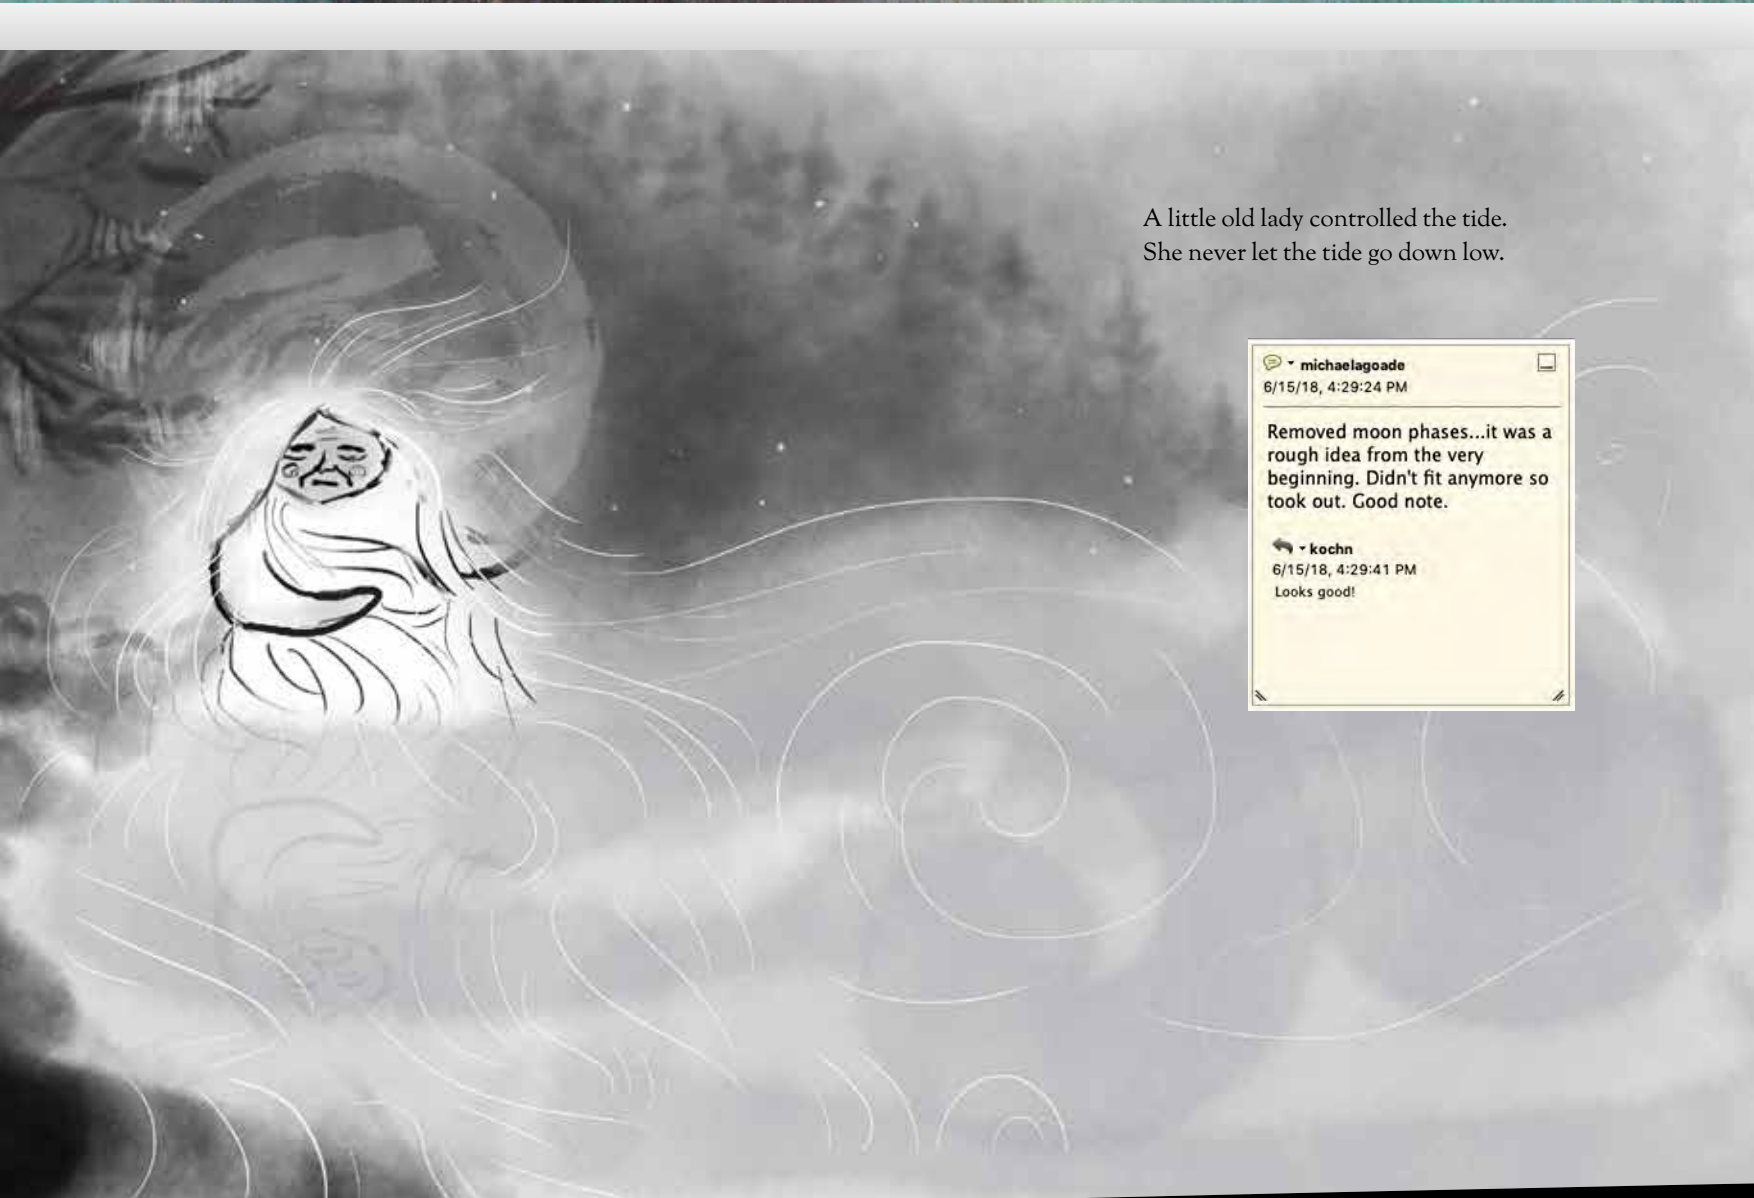 A little old lady controlled the tide.
She never let the tide go down low.
michaelagoade
6/15/18, 4:29:24 PM
Removed moon phases...it was a
rough idea from the very
beginning. Didn't fit anymore so
took out. Good note.
kochn
6/15/18, 4:29:41 PM
Looks good!